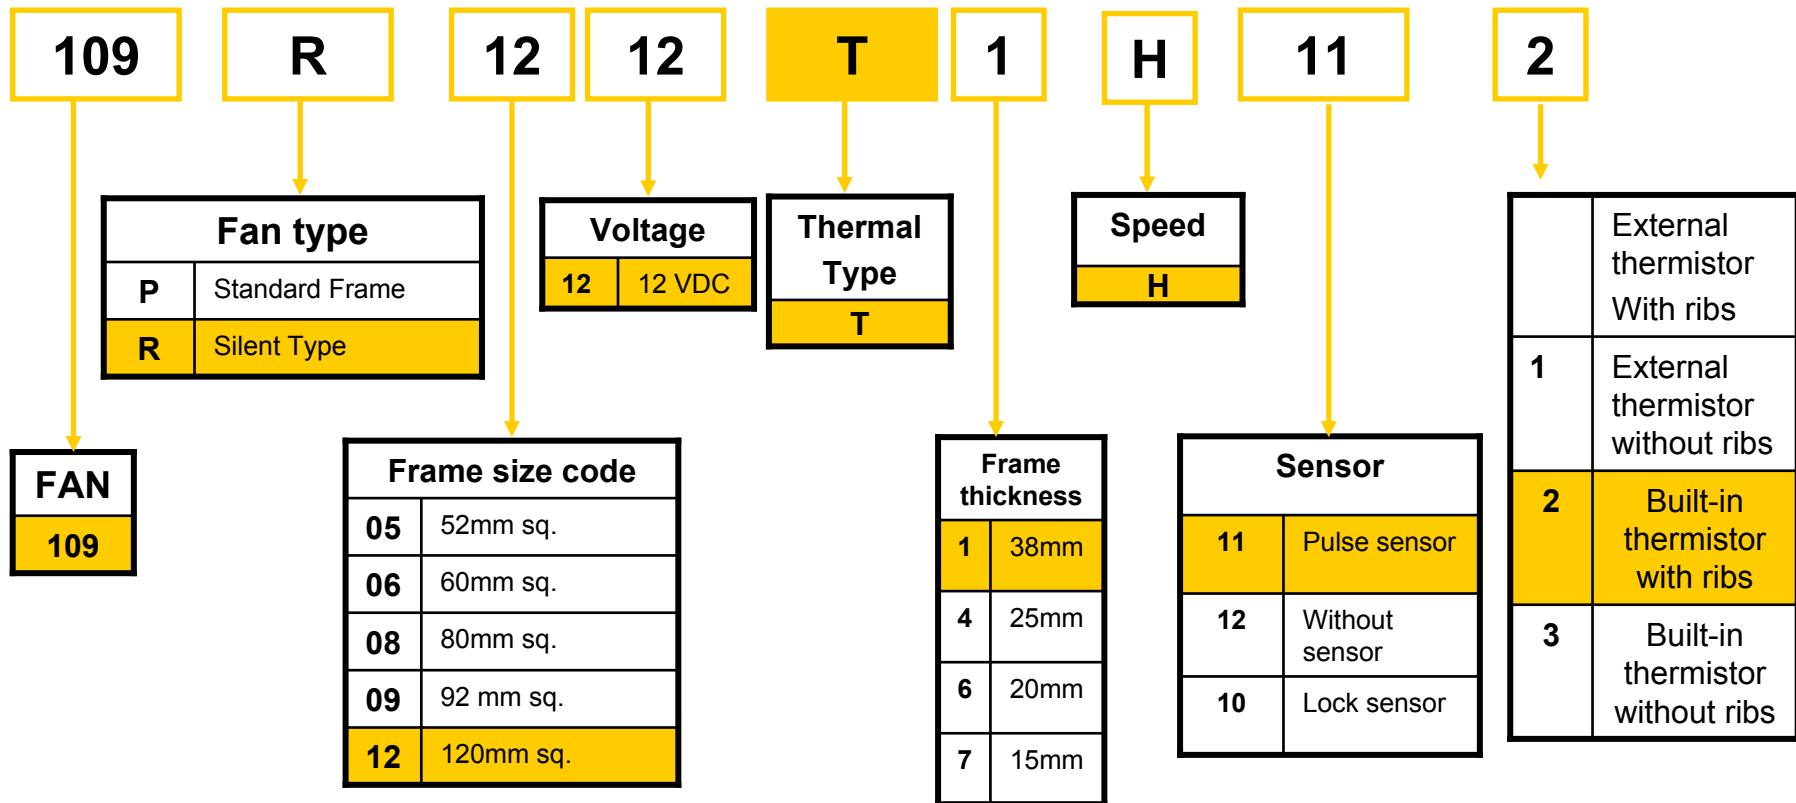 109 R 12 12 T 1 H 11 2
Fan type
P Standard Frame
R Silent Type
Voltage
12 12 VDC
Thermal
Type
T
Speed
H
External
thermistor
With ribs
1 External
thermistor
without ribs
2 Built-in
thermistor
with ribs
3 Built-in
thermistor
without ribs
FAN
109
Frame size code
05 52mm sq.
06 60mm sq.
08 80mm sq.
09 92 mm sq.
12 120mm sq.
Frame
thickness
1 38mm
4 25mm
6 20mm
7 15mm
Sensor
11 Pulse sensor
12 Without
sensor
10 Lock sensor